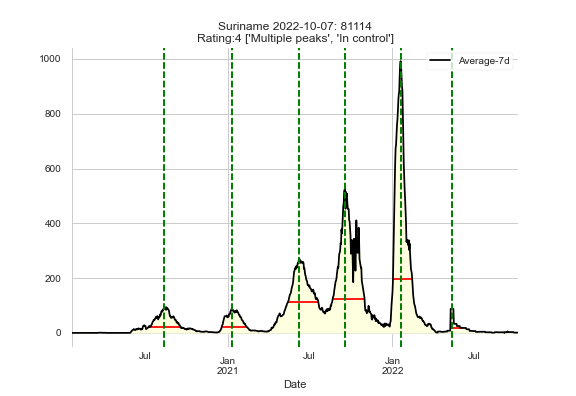 Suriname 2022-10-07: 81114
Rating:4 ['Multiple peaks', 'In control']
Average-7d
1000
800
600
400
200
0
Jul
Jan
2021
Jul
Jan
2022
Jul
Date